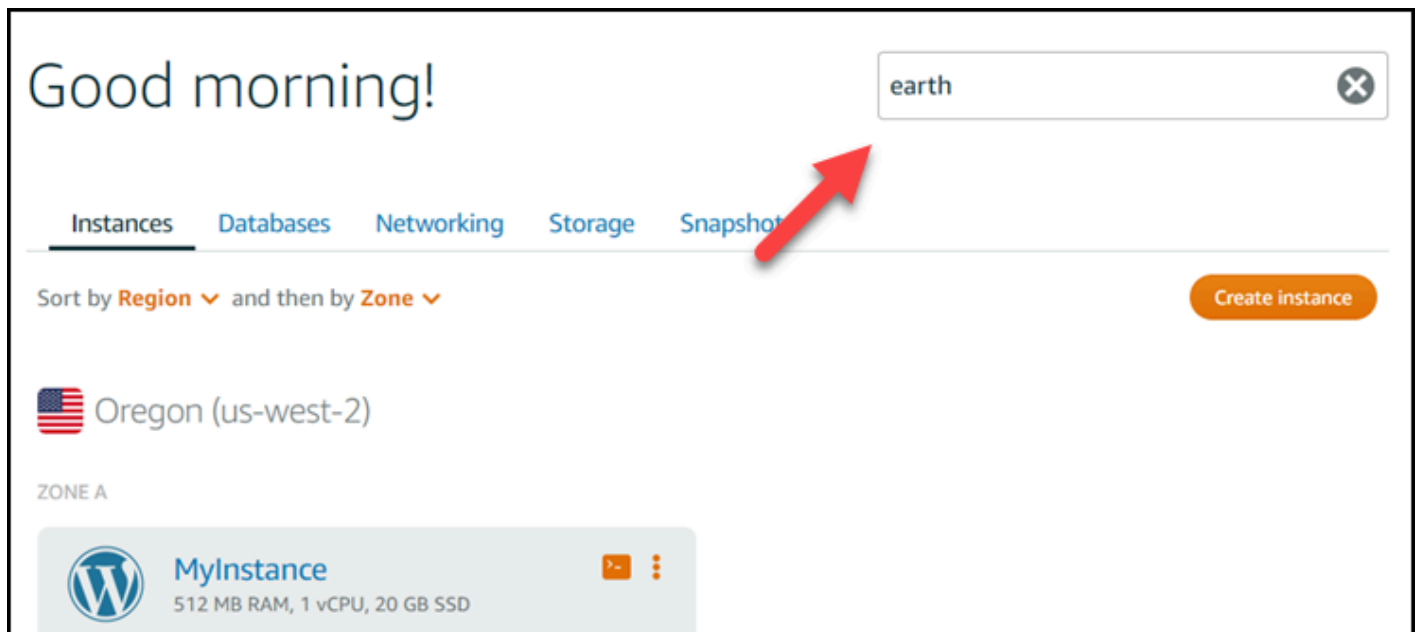 Good morning!
earth
Instances Databases Networking Storage Snapshot
Sort by Region and then by Zone
Create instance
Oregon (us-west-2)
ZONE A
MyInstance
512 MB RAM, 1 vCPU, 20 GB SSD